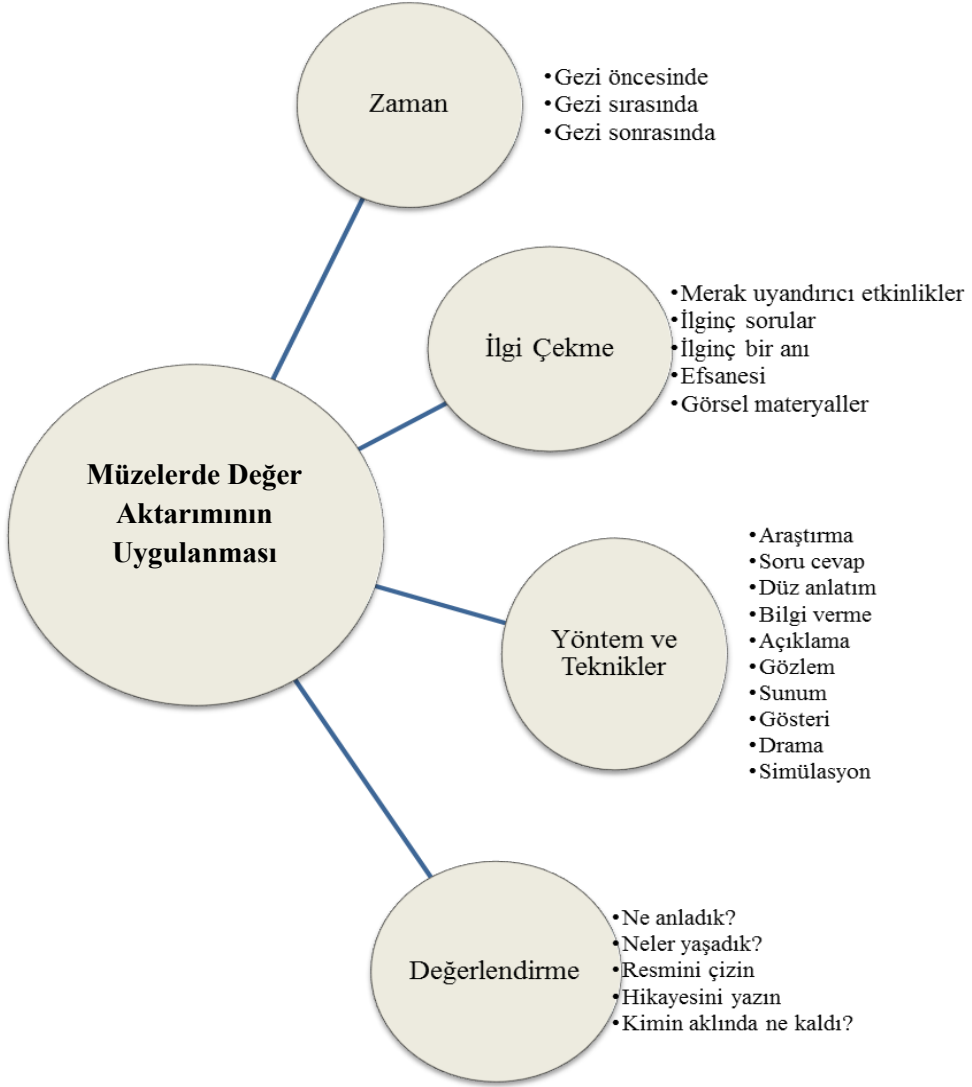 Zaman
•Gezi öncesinde
•Gezi sırasında
•Gezi sonrasında
İlgi Çekme
•Merak uyandırıcı etkinlikler
•İlginç sorular
•İlginç bir anı
•Efsanesi
•Görsel materyaller
Müzelerde Değer
Aktarımının
Uygulanması
Yöntem ve
Teknikler
•Araştırma
•Soru cevap
•Düz anlatım
•Bilgi verme
•Açıklama
•Gözlem
•Sunum
•Gösteri
•Drama
•Simülasyon
Değerlendirme
•Ne anladık?
•Neler yaşadık?
•Resmini çizin
•Hikayesini yazın
•Kimin aklında ne kaldı?